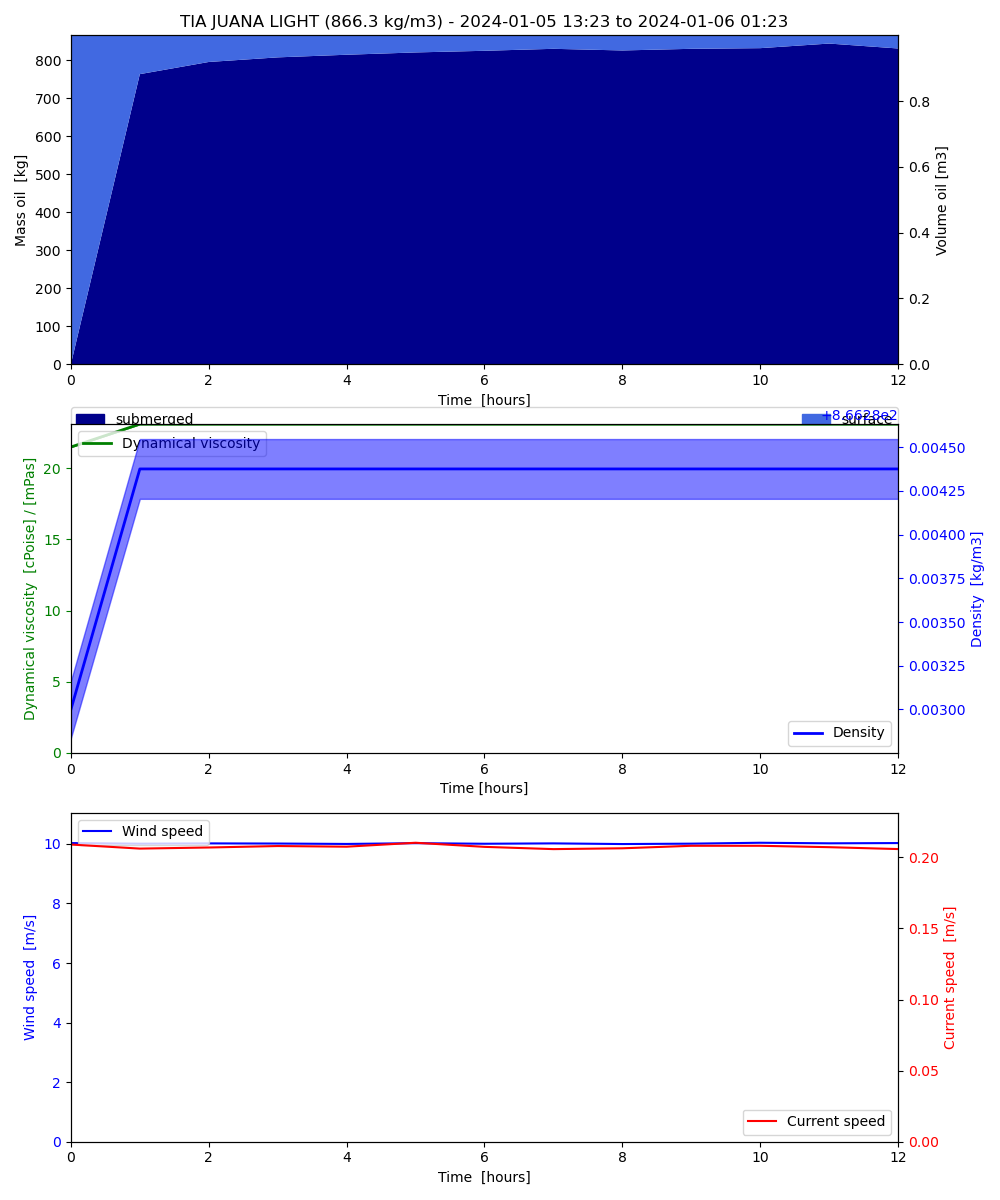 TIA JUANA LIGHT (866.3 kg/m3) - 2024-01-05 13:23 to 2024-01-06 01:23
Mass oil  [kg]
800
700
600
500
400
300
200
100
0
0.8
0.6
0.4
0.2
0.0
Volume oil [m3]
0 2 4 6 8 10 12
Time  [hours]
submerged
surface
+8.6628e2
Dynamical viscosity
Dynamical viscosity  [cPoise] / [mPas]
20
15
10
5
0
0.00450
0.00425
0.00400
0.00375
0.00350
0.00325
0.00300
Density  [kg/m3]
Density
0 2 4 6 8 10 12
Time [hours]
Wind speed
Wind speed  [m/s]
10
8
6
4
2
0
0.20
0.15
0.10
0.05
0.00
Current speed  [m/s]
Current speed
0 2 4 6 8 10 12
Time  [hours]